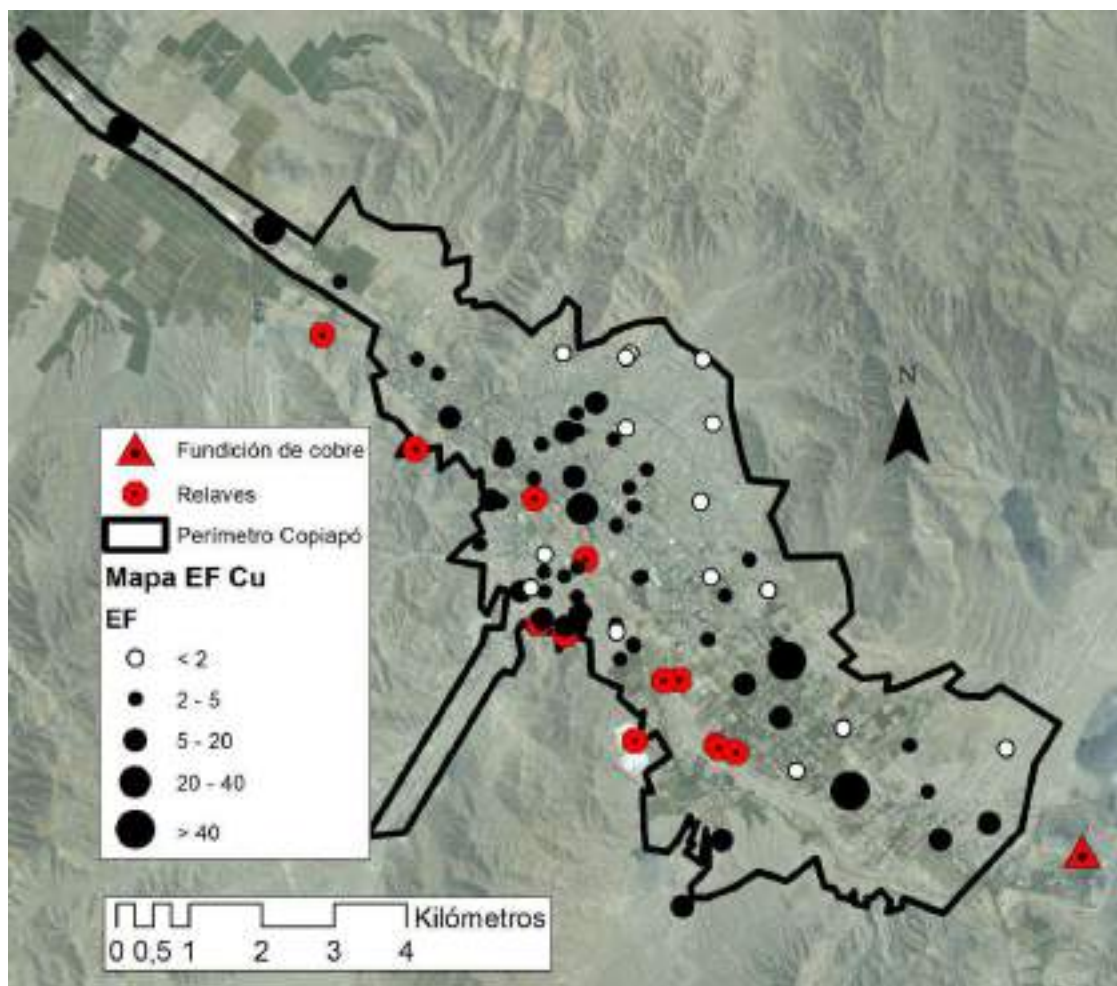 N
Fundición de cobre
Relaves
Perímetro Copiapó
Mapa EF Cu
EF
< 2
2 - 5
5 - 20
20 - 40
> 40
Kilómetros
0 0,5 1 2 3 4